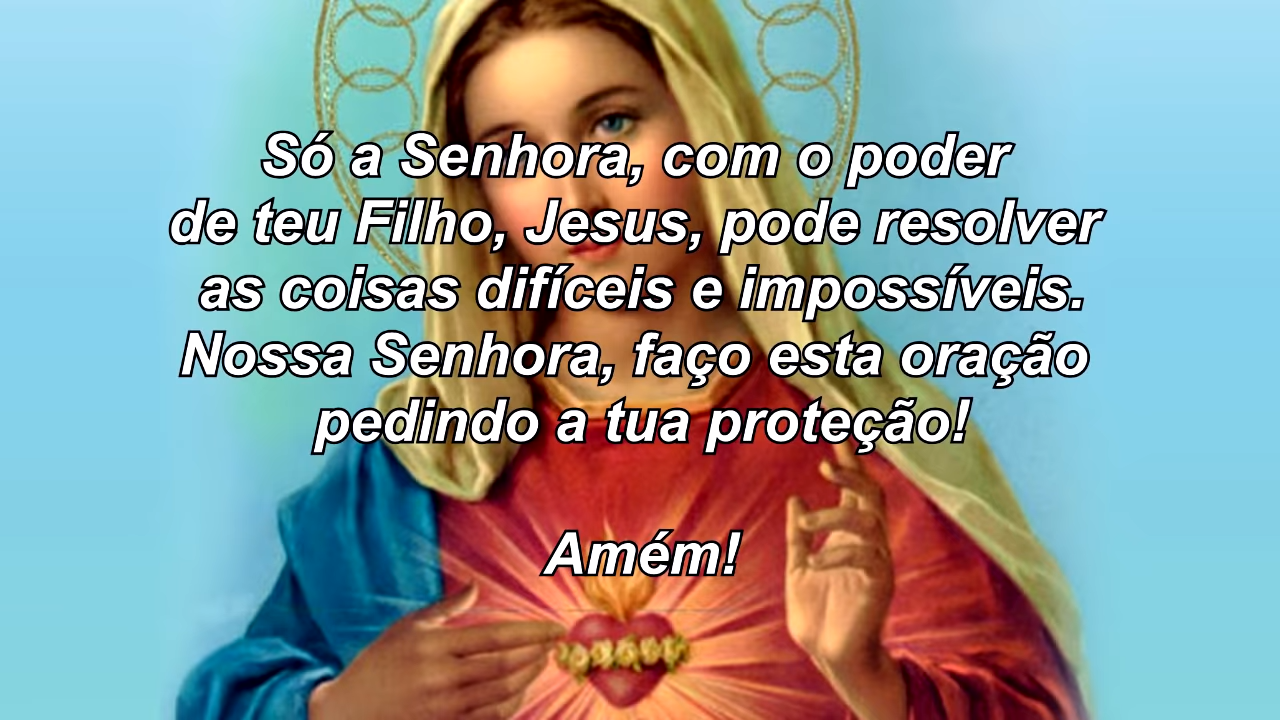 Só a Senhora, com o poder
de teu Filho, Jesus, pode resolver
as coisas difíceis e impossíveis.
Nossa Senhora, faço esta oração
pedindo a tua proteção!
Amém!